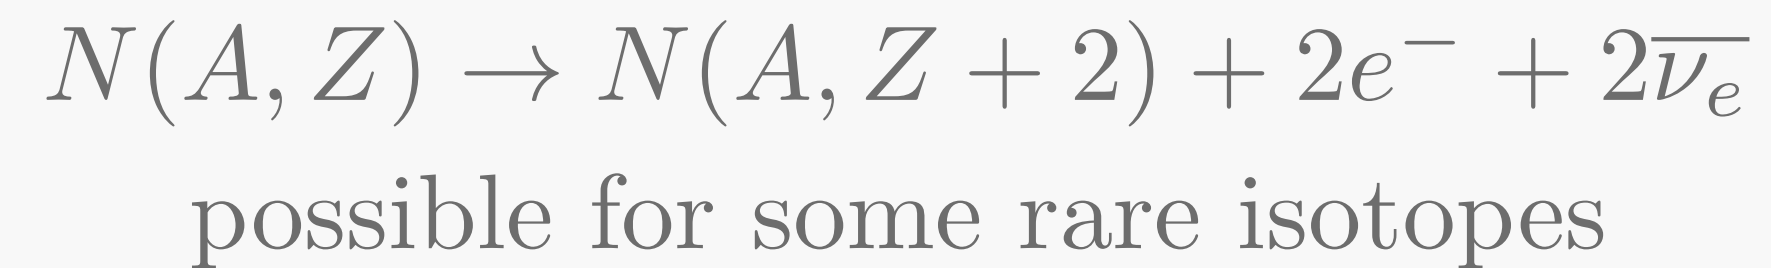 N(A, Z) → N(A, Z + 2) + 2e⁻ + 2ν̅ₑ
possible for some rare isotopes